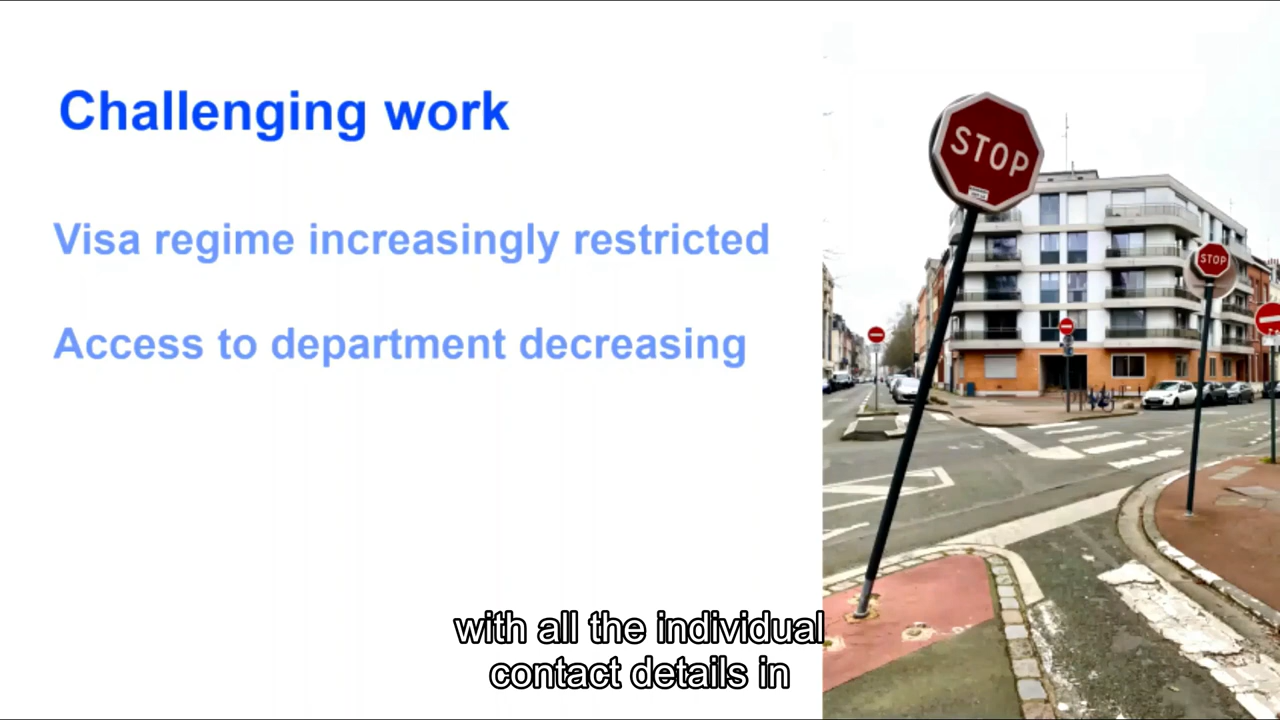 Challenging work
Visa regime increasingly restricted
Access to department decreasing
STOP
STOP
with all the individual
contact details in